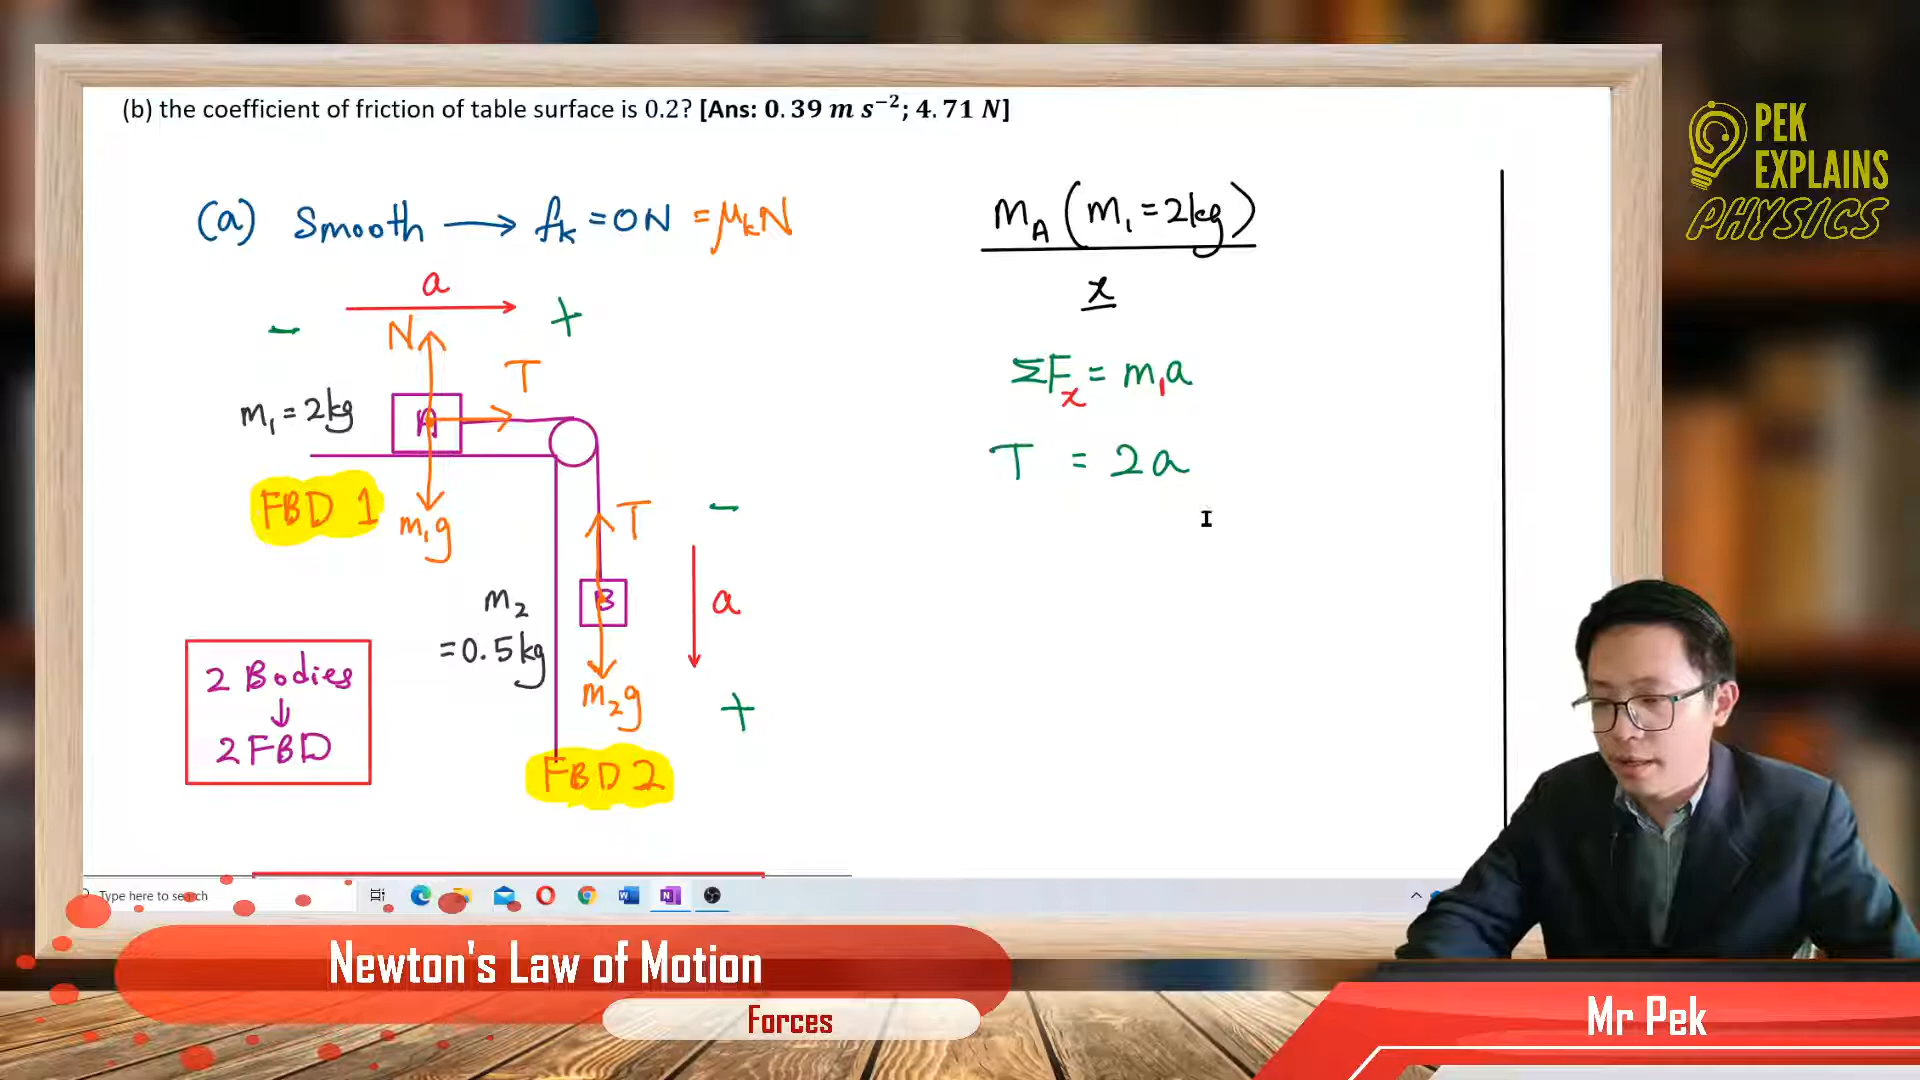 (b) the coefficient of friction of table surface is 0.2? [Ans: 0.39 m s⁻²; 4.71 N]
PEK
EXPLAINS
PHYSICS
(a) Smooth → fk = 0N = μkN
mA (m1 = 2kg)
x
a
- +
N
T
ΣFx = m1a
m1 = 2kg
A
T = 2a
FBD 1
m1g
T
-
m2
= 0.5kg
B
a
2 Bodies
↓
2 FBD
m2g
+
FBD 2
Type here to search
Newton's Law of Motion
Forces
Mr Pek